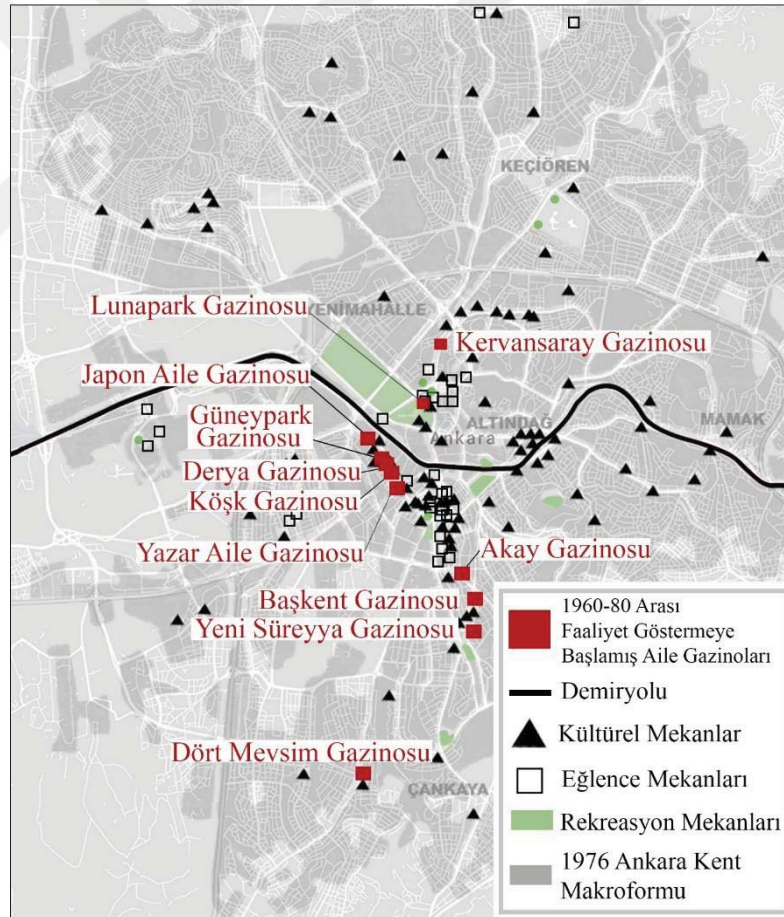 KEÇİÖREN
Lunapark Gazinosu
YENİMAHALLE
Kervansaray Gazinosu
Japon Aile Gazinosu
Güneypark
Gazinosu
ALTINDAĞ
Ankara
MAMAK
Derya Gazinosu
Köşk Gazinosu
Yazar Aile Gazinosu
Akay Gazinosu
Başkent Gazinosu
Yeni Süreyya Gazinosu
Dört Mevsim Gazinosu
ÇANKAYA
1960-80 Arası
Faaliyet Göstermeye
Başlamış Aile Gazinoları
Demiryolu
Kültürel Mekanlar
Eğlence Mekanları
Rekreasyon Mekanları
1976 Ankara Kent
Makroformu